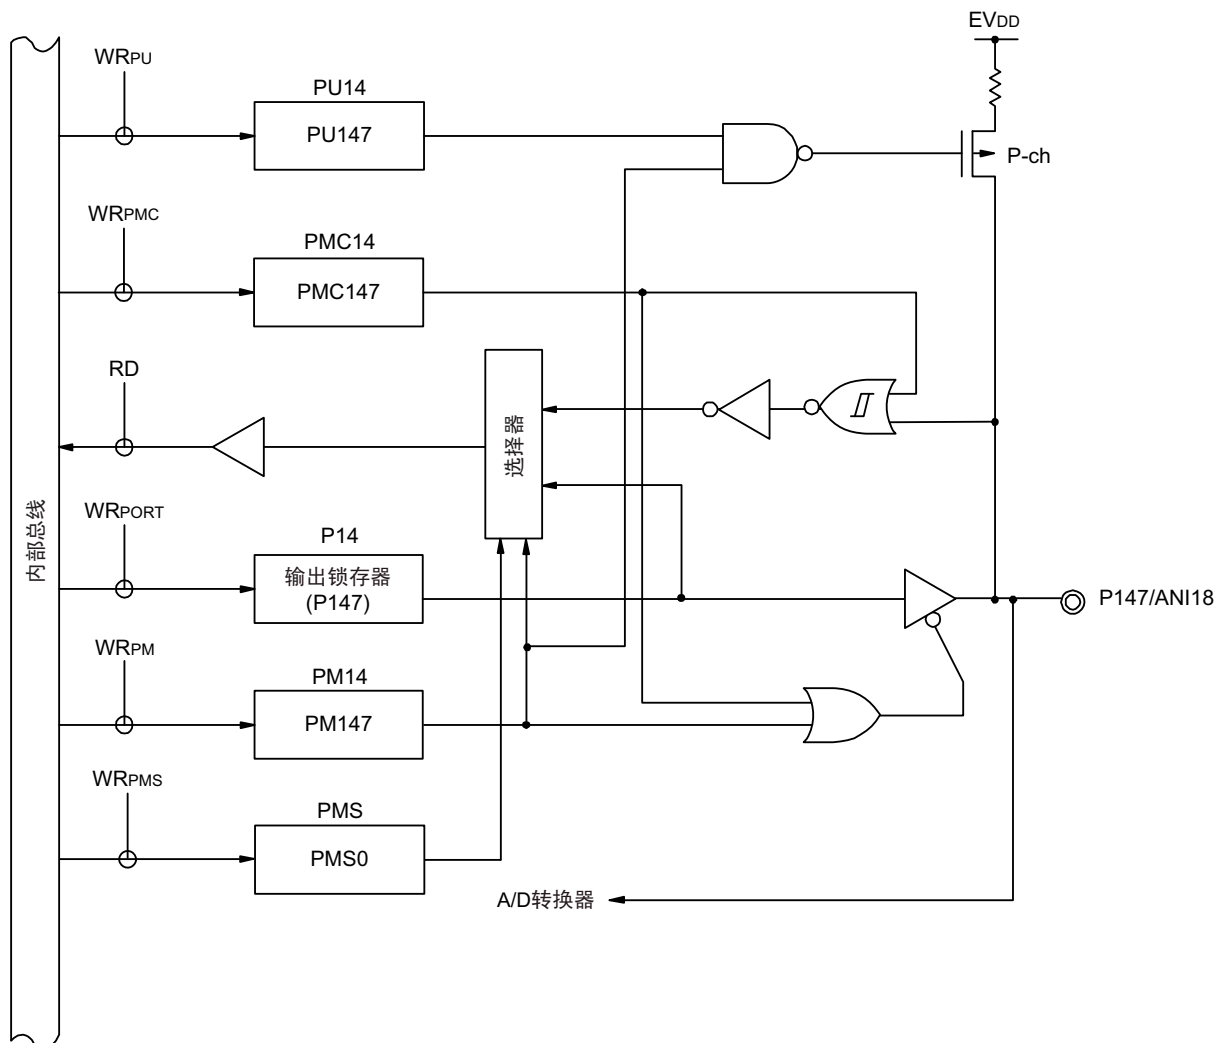 EVDD
WRPU
PU14
PU147
P-ch
WRPMC
PMC14
PMC147
RD
选择器
内部总线
WRPORT
P14
输出锁存器
(P147)
P147/ANI18
WRPM
PM14
PM147
WRPMS
PMS
PMS0
A/D转换器